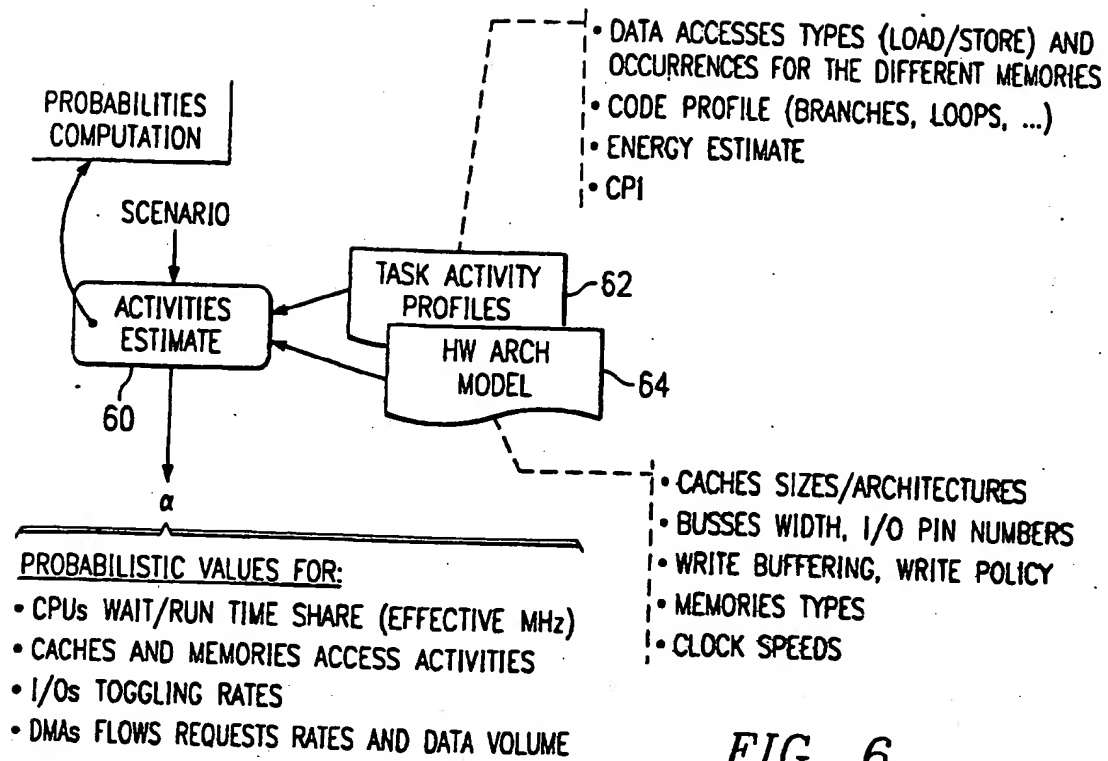 • DATA ACCESSES TYPES (LOAD/STORE) AND
OCCURRENCES FOR THE DIFFERENT MEMORIES
• CODE PROFILE (BRANCHES, LOOPS, ...)
• ENERGY ESTIMATE
• CPI
PROBABILITIES
COMPUTATION
SCENARIO
ACTIVITIES
ESTIMATE
60
TASK ACTIVITY
PROFILES
62
HW ARCH
MODEL
64
α
PROBABILISTIC VALUES FOR:
• CPUs WAIT/RUN TIME SHARE (EFFECTIVE MHz)
• CACHES AND MEMORIES ACCESS ACTIVITIES
• I/Os TOGGLING RATES
• DMAs FLOWS REQUESTS RATES AND DATA VOLUME
• CACHES SIZES/ARCHITECTURES
• BUSSES WIDTH, I/O PIN NUMBERS
• WRITE BUFFERING, WRITE POLICY
• MEMORIES TYPES
• CLOCK SPEEDS
FIG. 6